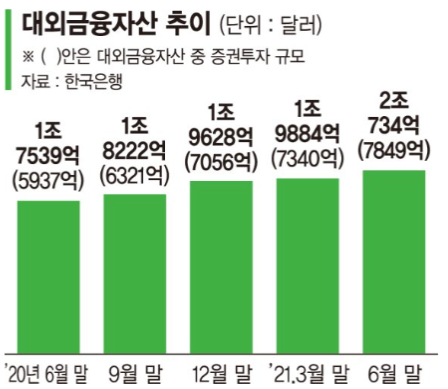 대외금융자산 추이 (단위 : 달러)
※ ( )안은 대외금융자산 중 증권투자 규모
자료 : 한국은행
1조
7539억
(5937억)
1조
8222억
(6321억)
1조
9628억
(7056억)
1조
9884억
(7340억)
2조
734억
(7849억)
'20년 6월 말
9월 말
12월 말
'21.3월 말
6월 말